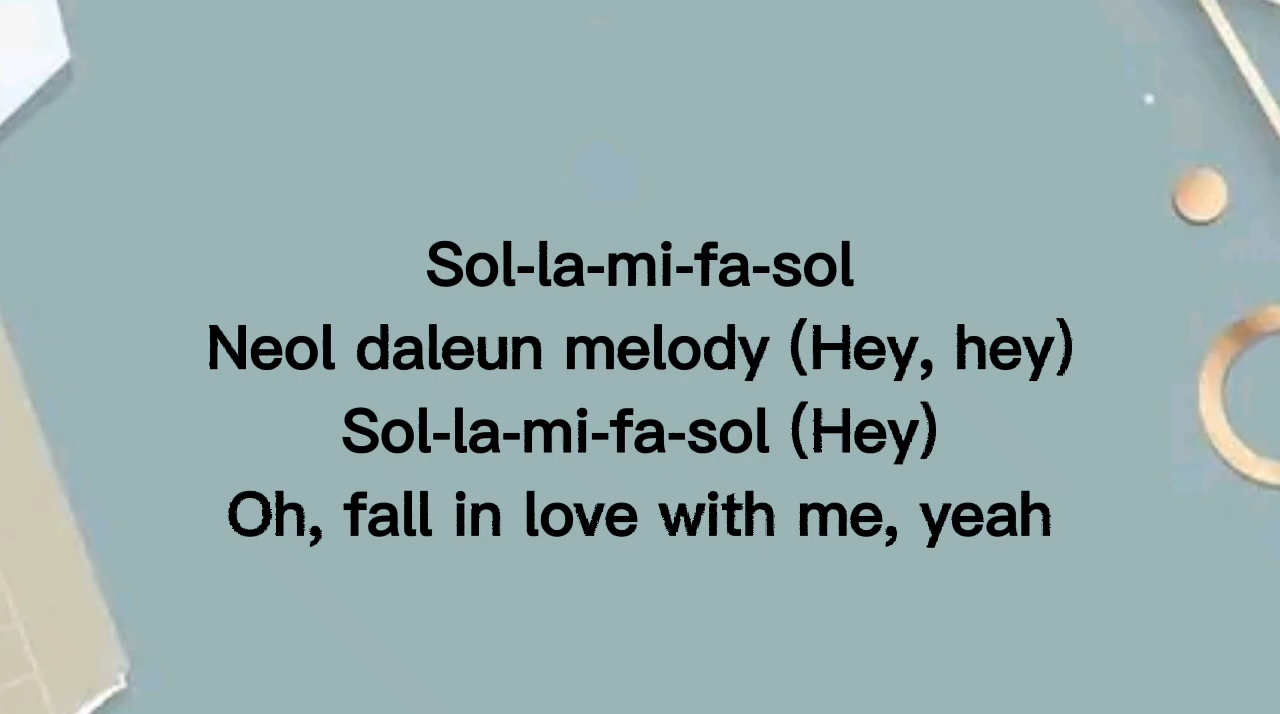 Sol-la-mi-fa-sol
Neol daleun melody (Hey, hey)
Sol-la-mi-fa-sol (Hey)
Oh, fall in love with me, yeah